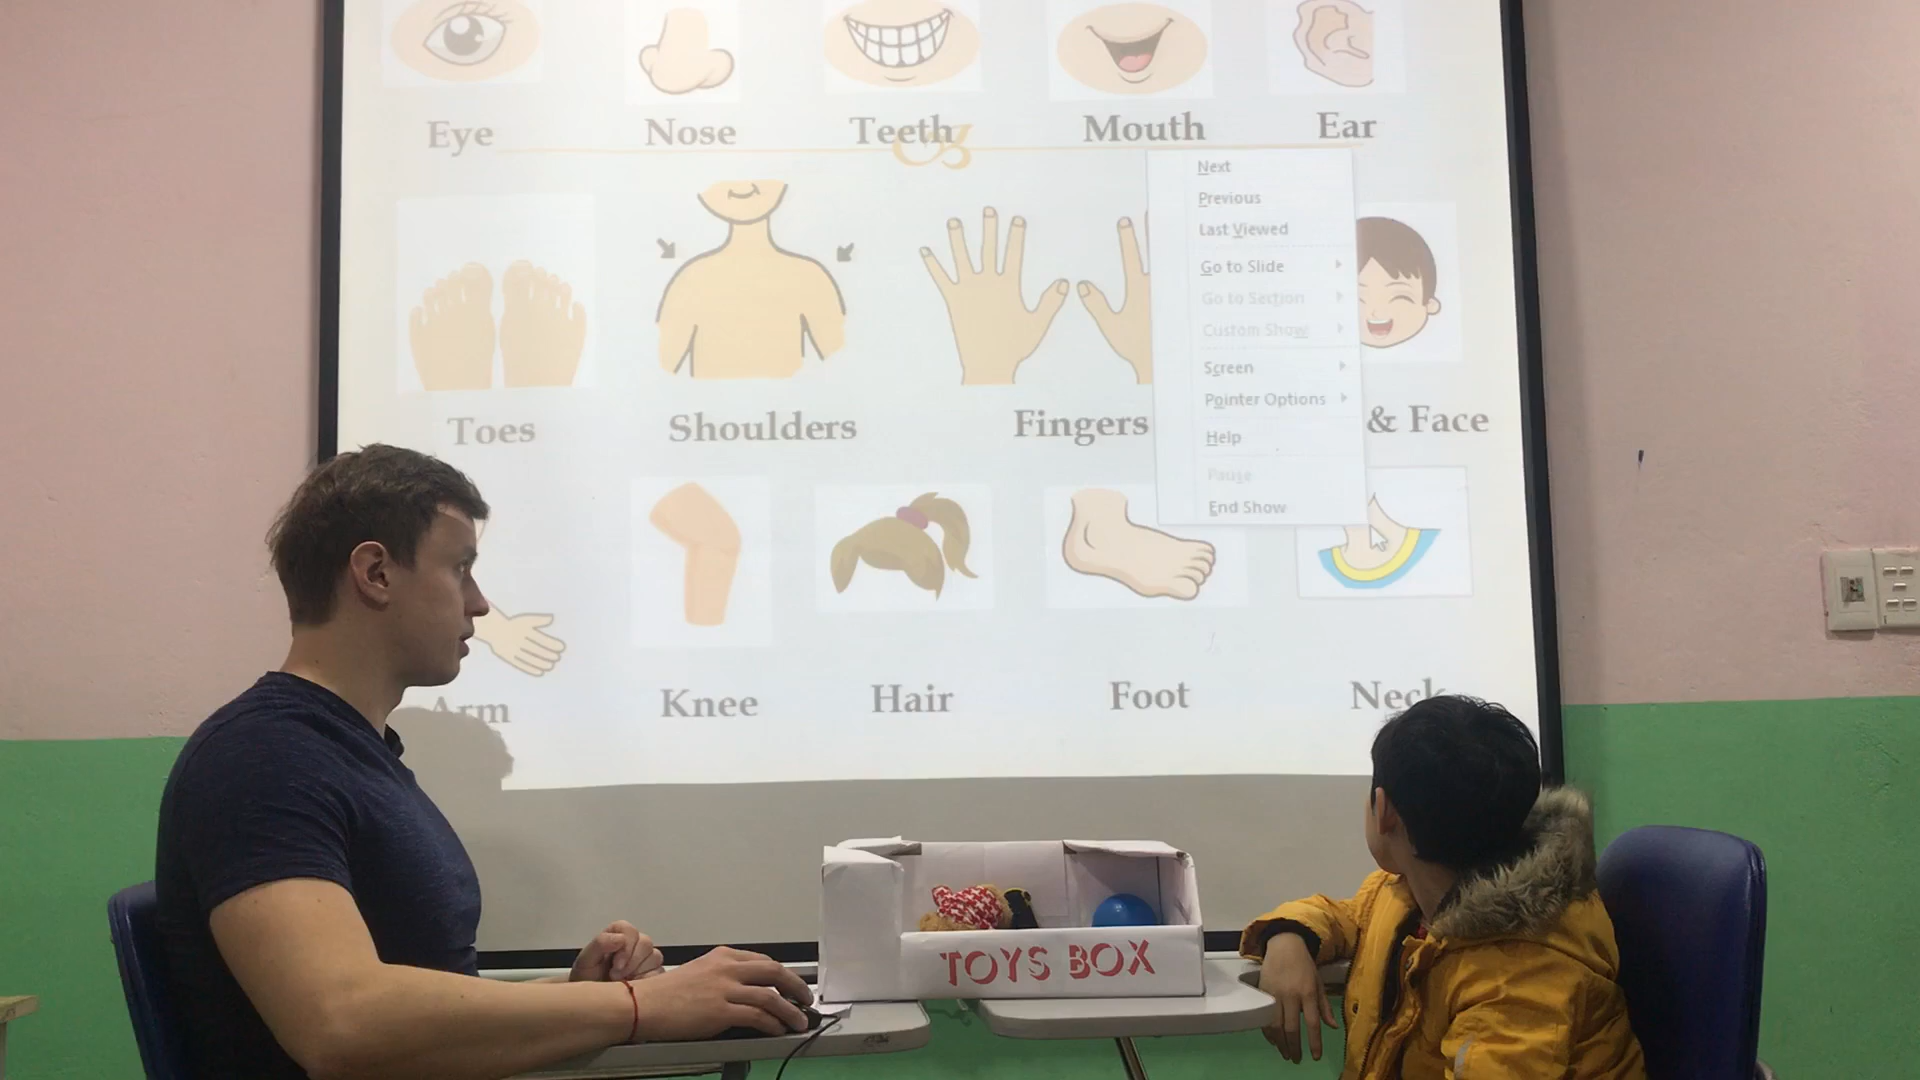 Eye Nose Teeth Mouth Ear
Next
Previous
Last Viewed
Go to Slide
Go to Section
Custom Show
Screen
Pointer Options
Help
Pause
End Show
Toes Shoulders Fingers & Face
Arm Knee Hair Foot Neck
TOYS BOX